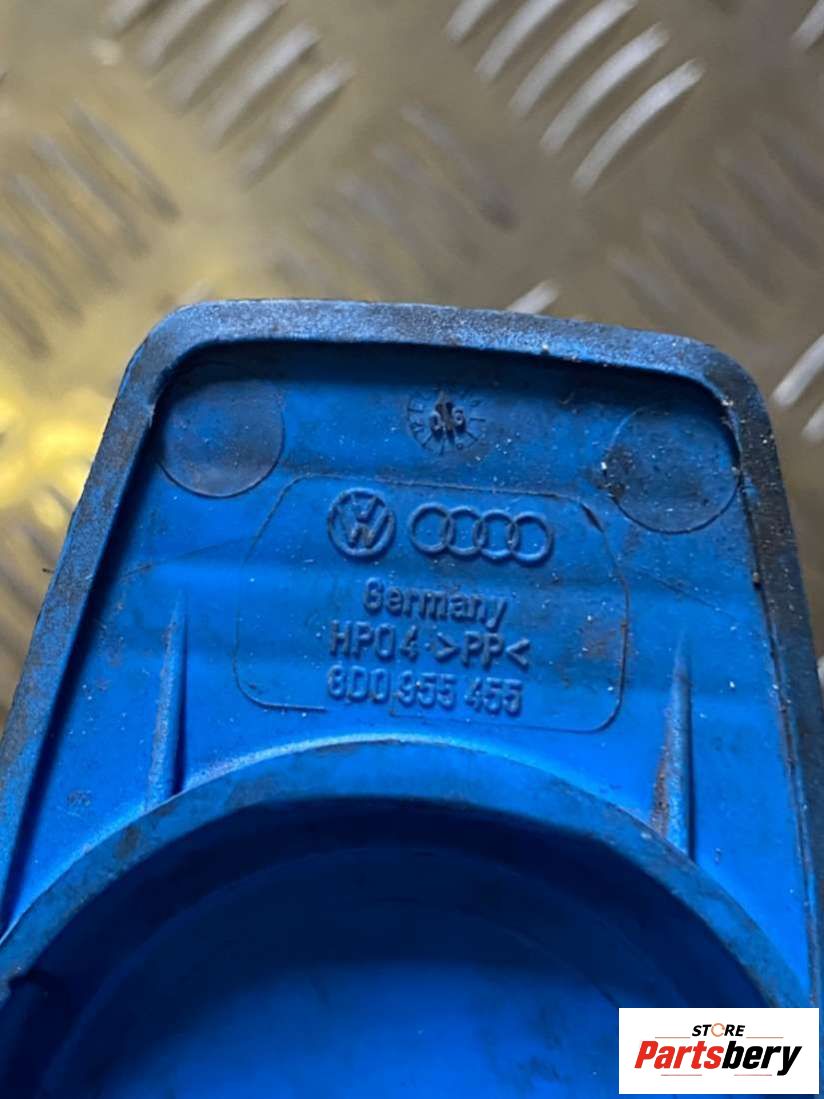 Germany
HP04 >PP<
8D0 955 455
STORE
Partsbery